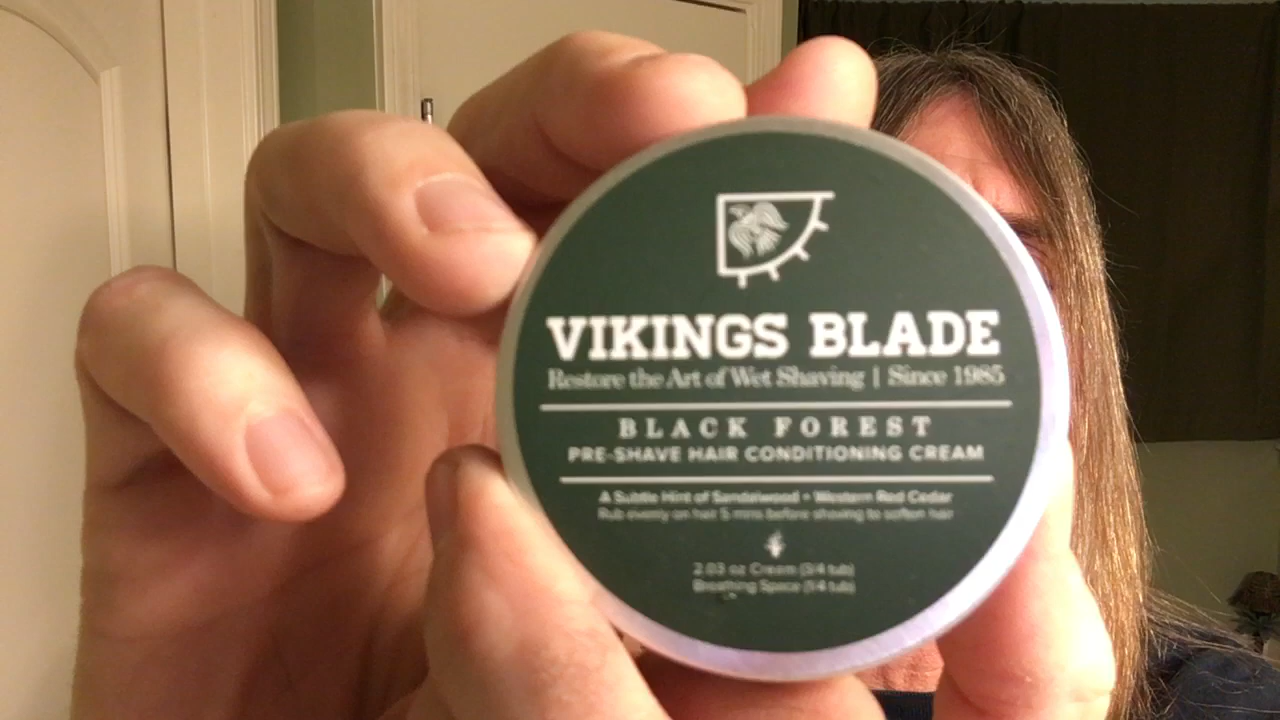 VIKINGS BLADE
Restore the Art of Wet Shaving | Since 1985
BLACK FOREST
PRE-SHAVE HAIR CONDITIONING CREAM
A Subtle Hint of Sandalwood + Western Red Cedar
Rub evenly on hair 5 mins before shaving to soften hair
2.03 oz Cream (3/4 tub)
Breathing Space (1/4 tub)